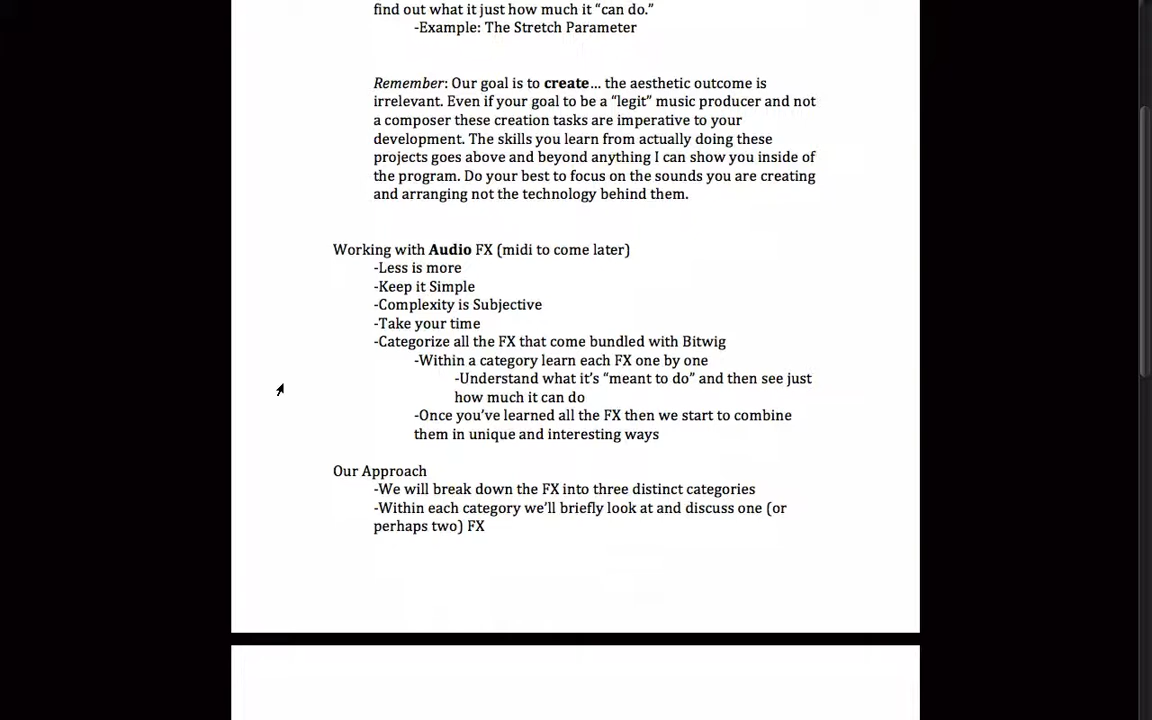 find out what it just how much it “can do.”
-Example: The Stretch Parameter
Remember: Our goal is to create… the aesthetic outcome is
irrelevant. Even if your goal to be a “legit” music producer and not
a composer these creation tasks are imperative to your
development. The skills you learn from actually doing these
projects goes above and beyond anything I can show you inside of
the program. Do your best to focus on the sounds you are creating
and arranging not the technology behind them.
Working with Audio FX (midi to come later)
-Less is more
-Keep it Simple
-Complexity is Subjective
-Take your time
-Categorize all the FX that come bundled with Bitwig
-Within a category learn each FX one by one
-Understand what it’s “meant to do” and then see just
how much it can do
-Once you’ve learned all the FX then we start to combine
them in unique and interesting ways
Our Approach
-We will break down the FX into three distinct categories
-Within each category we’ll briefly look at and discuss one (or
perhaps two) FX